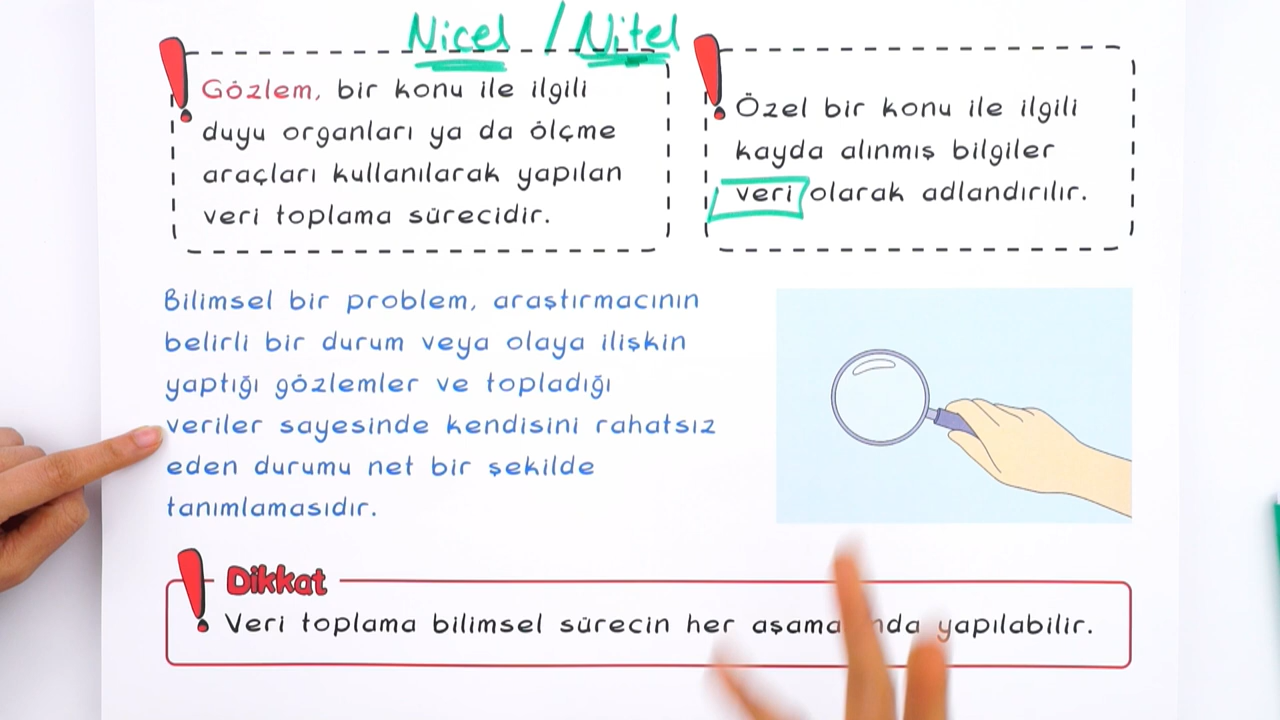 Nicel / Nitel
Gözlem, bir konu ile ilgili
duyu organları ya da ölçme
araçları kullanılarak yapılan
veri toplama sürecidir.
Özel bir konu ile ilgili
kayda alınmış bilgiler
veri olarak adlandırılır.
Bilimsel bir problem, araştırmacının
belirli bir durum veya olaya ilişkin
yaptığı gözlemler ve topladığı
veriler sayesinde kendisini rahatsız
eden durumu net bir şekilde
tanımlamasıdır.
Dikkat
Veri toplama bilimsel sürecin her yapılabilir.